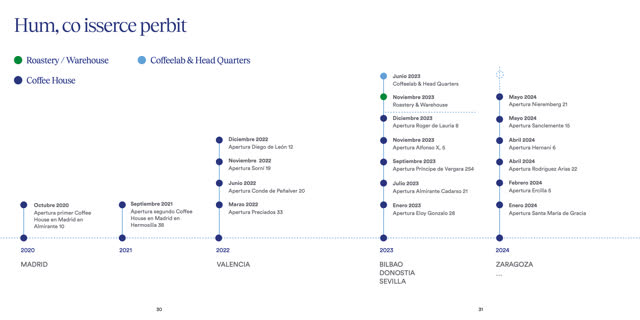 Hum, co isserce perbit
Roastery / Warehouse
Coffeelab & Head Quarters
Coffee House
Octubre 2020
Apertura primer Coffee
House en Madrid en
Almirante 10
2020
MADRID
Septiembre 2021
Apertura segundo Coffee
House en Madrid en
Hermosilla 38
2021
Diciembre 2022
Apertura Diego de León 12
Noviembre 2022
Apertura Sorní 19
Junio 2022
Apertura Conde de Peñalver 20
Marzo 2022
Apertura Preciados 33
2022
VALENCIA
Junio 2023
Coffeelab & Head Quarters
Noviembre 2023
Roastery & Warehouse
Diciembre 2023
Apertura Roger de Lauria 8
Noviembre 2023
Apertura Alfonso X, 5
Septiembre 2023
Apertura Príncipe de Vergara 254
Julio 2023
Apertura Almirante Cadarso 21
Enero 2023
Apertura Eloy Gonzalo 28
2023
BILBAO
DONOSTIA
SEVILLA
Mayo 2024
Apertura Nieremberg 21
Mayo 2024
Apertura Sanclemente 15
Abril 2024
Apertura Hernani 6
Abril 2024
Apertura Rodríguez Arias 22
Febrero 2024
Apertura Ercilla 5
Enero 2024
Apertura Santa María de Gracia
2024
ZARAGOZA
...
30
31